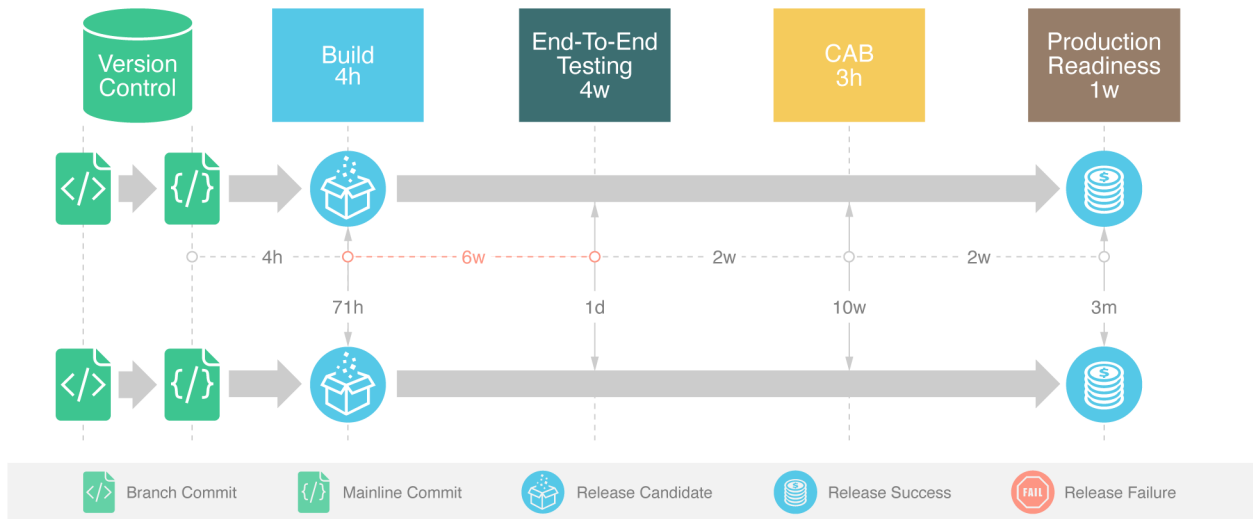 Version
Control
Build
4h
End-To-End
Testing
4w
CAB
3h
Production
Readiness
1w
</>
{/}
$
4h
6w
2w
2w
71h
1d
10w
3m
</>
{/}
$
</>
Branch Commit
{/}
Mainline Commit
Release Candidate
$
Release Success
FAIL
Release Failure